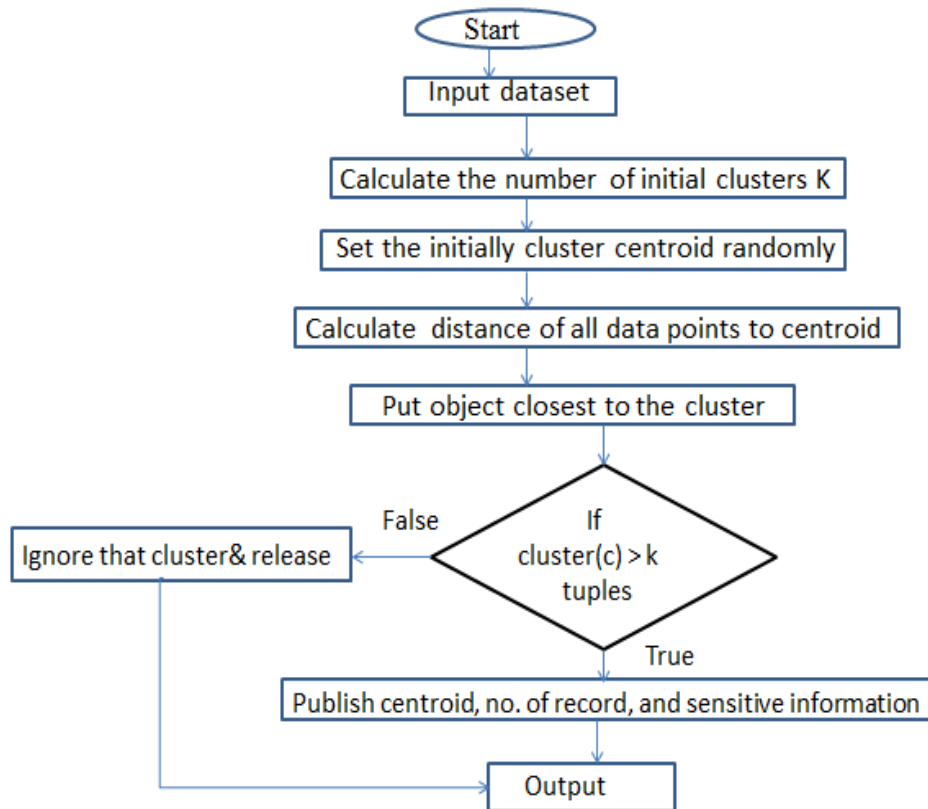 Start
Input dataset
Calculate the number of initial clusters K
Set the initially cluster centroid randomly
Calculate distance of all data points to centroid
Put object closest to the cluster
If
cluster(c) > k
tuples
False
Ignore that cluster& release
True
Publish centroid, no. of record, and sensitive information
Output